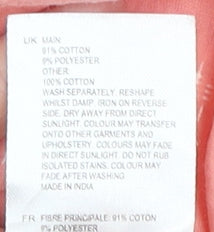 UK MAIN
91% COTTON
9% POLYESTER
OTHER
100% COTTON
WASH SEPARATELY. RESHAPE
WHILST DAMP. IRON ON REVERSE
SIDE. DRY AWAY FROM DIRECT
SUNLIGHT. COLOUR MAY TRANSFER
ONTO OTHER GARMENTS AND
UPHOLSTERY. COLOURS MAY FADE
IN DIRECT SUNLIGHT. DO NOT RUB
ISOLATED STAINS. COLOUR MAY
FADE AFTER WASHING
MADE IN INDIA
FR FIBRE PRINCIPALE: 91% COTON
9% POLYESTER